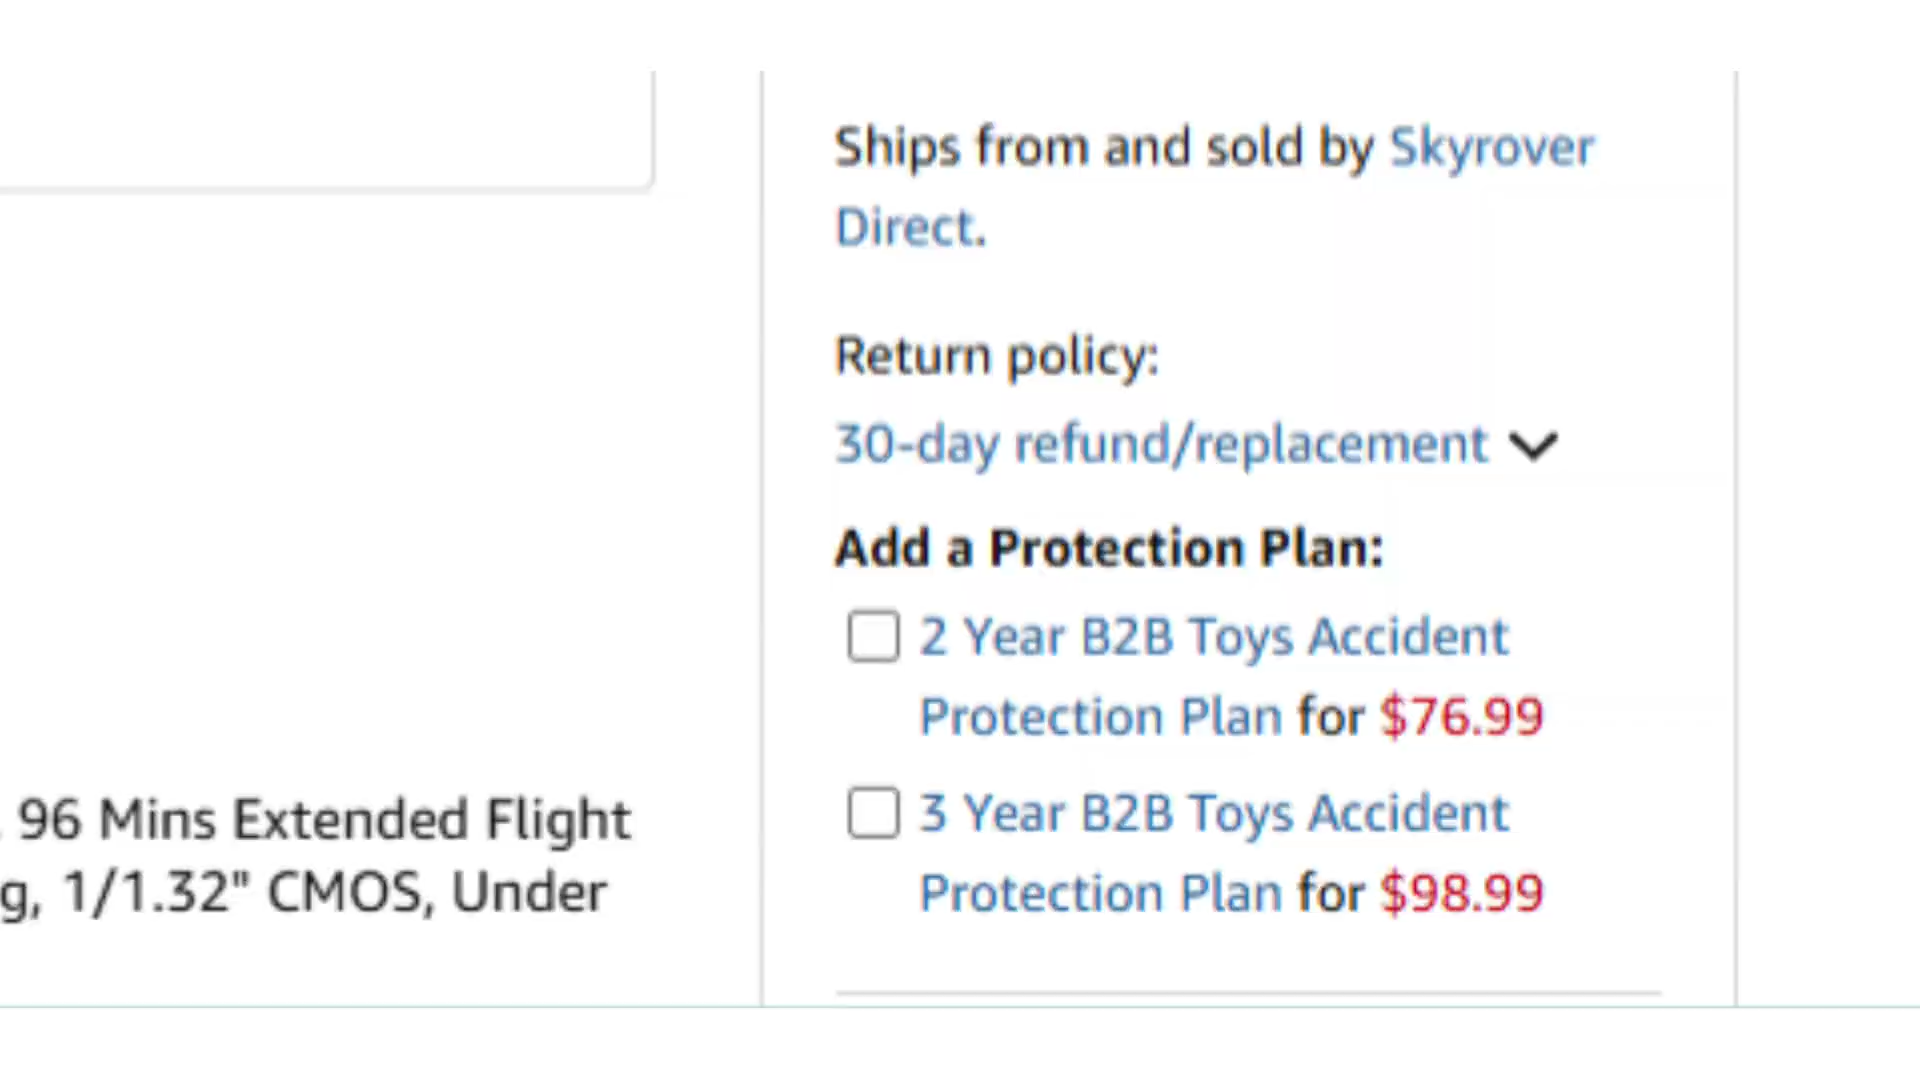 Ships from and sold by Skyrover
Direct.
Return policy:
30-day refund/replacement
Add a Protection Plan:
2 Year B2B Toys Accident
Protection Plan for $76.99
3 Year B2B Toys Accident
Protection Plan for $98.99
96 Mins Extended Flight
g, 1/1.32" CMOS, Under